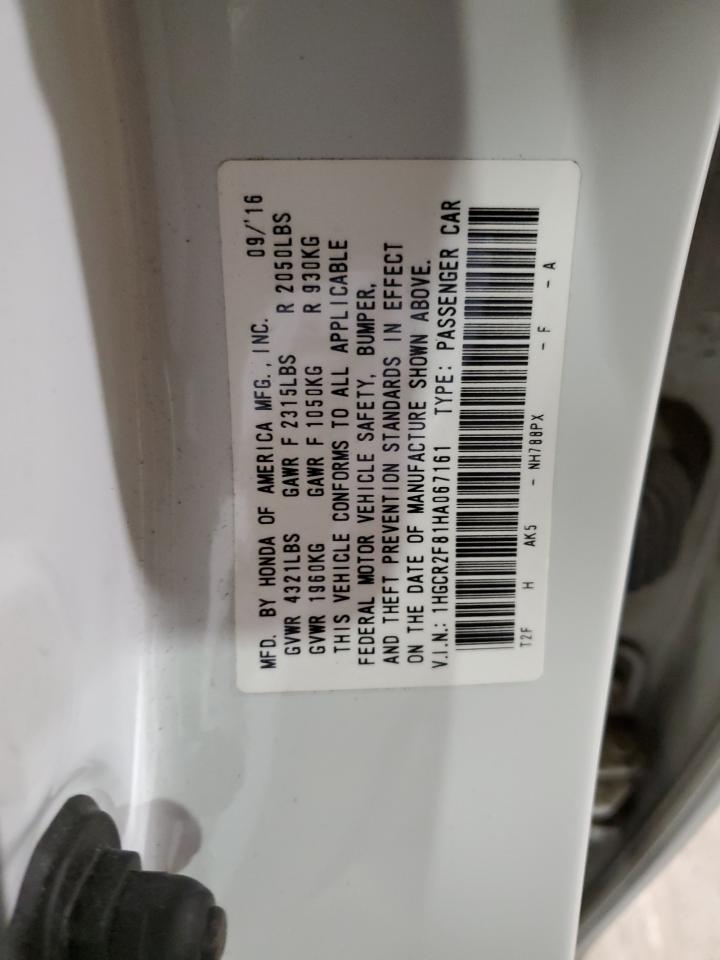 MFD. BY HONDA OF AMERICA MFG., INC. 09/'16
GVWR 4321LBS GAWR F 2315LBS R 2050LBS
GVWR 1960KG GAWR F 1050KG R 930KG
THIS VEHICLE CONFORMS TO ALL APPLICABLE
FEDERAL MOTOR VEHICLE SAFETY, BUMPER,
AND THEFT PREVENTION STANDARDS IN EFFECT
ON THE DATE OF MANUFACTURE SHOWN ABOVE.
V.I.N.: 1HGCR2F81HA067161 TYPE: PASSENGER CAR
T2F H AK5 - NH788PX - F - A